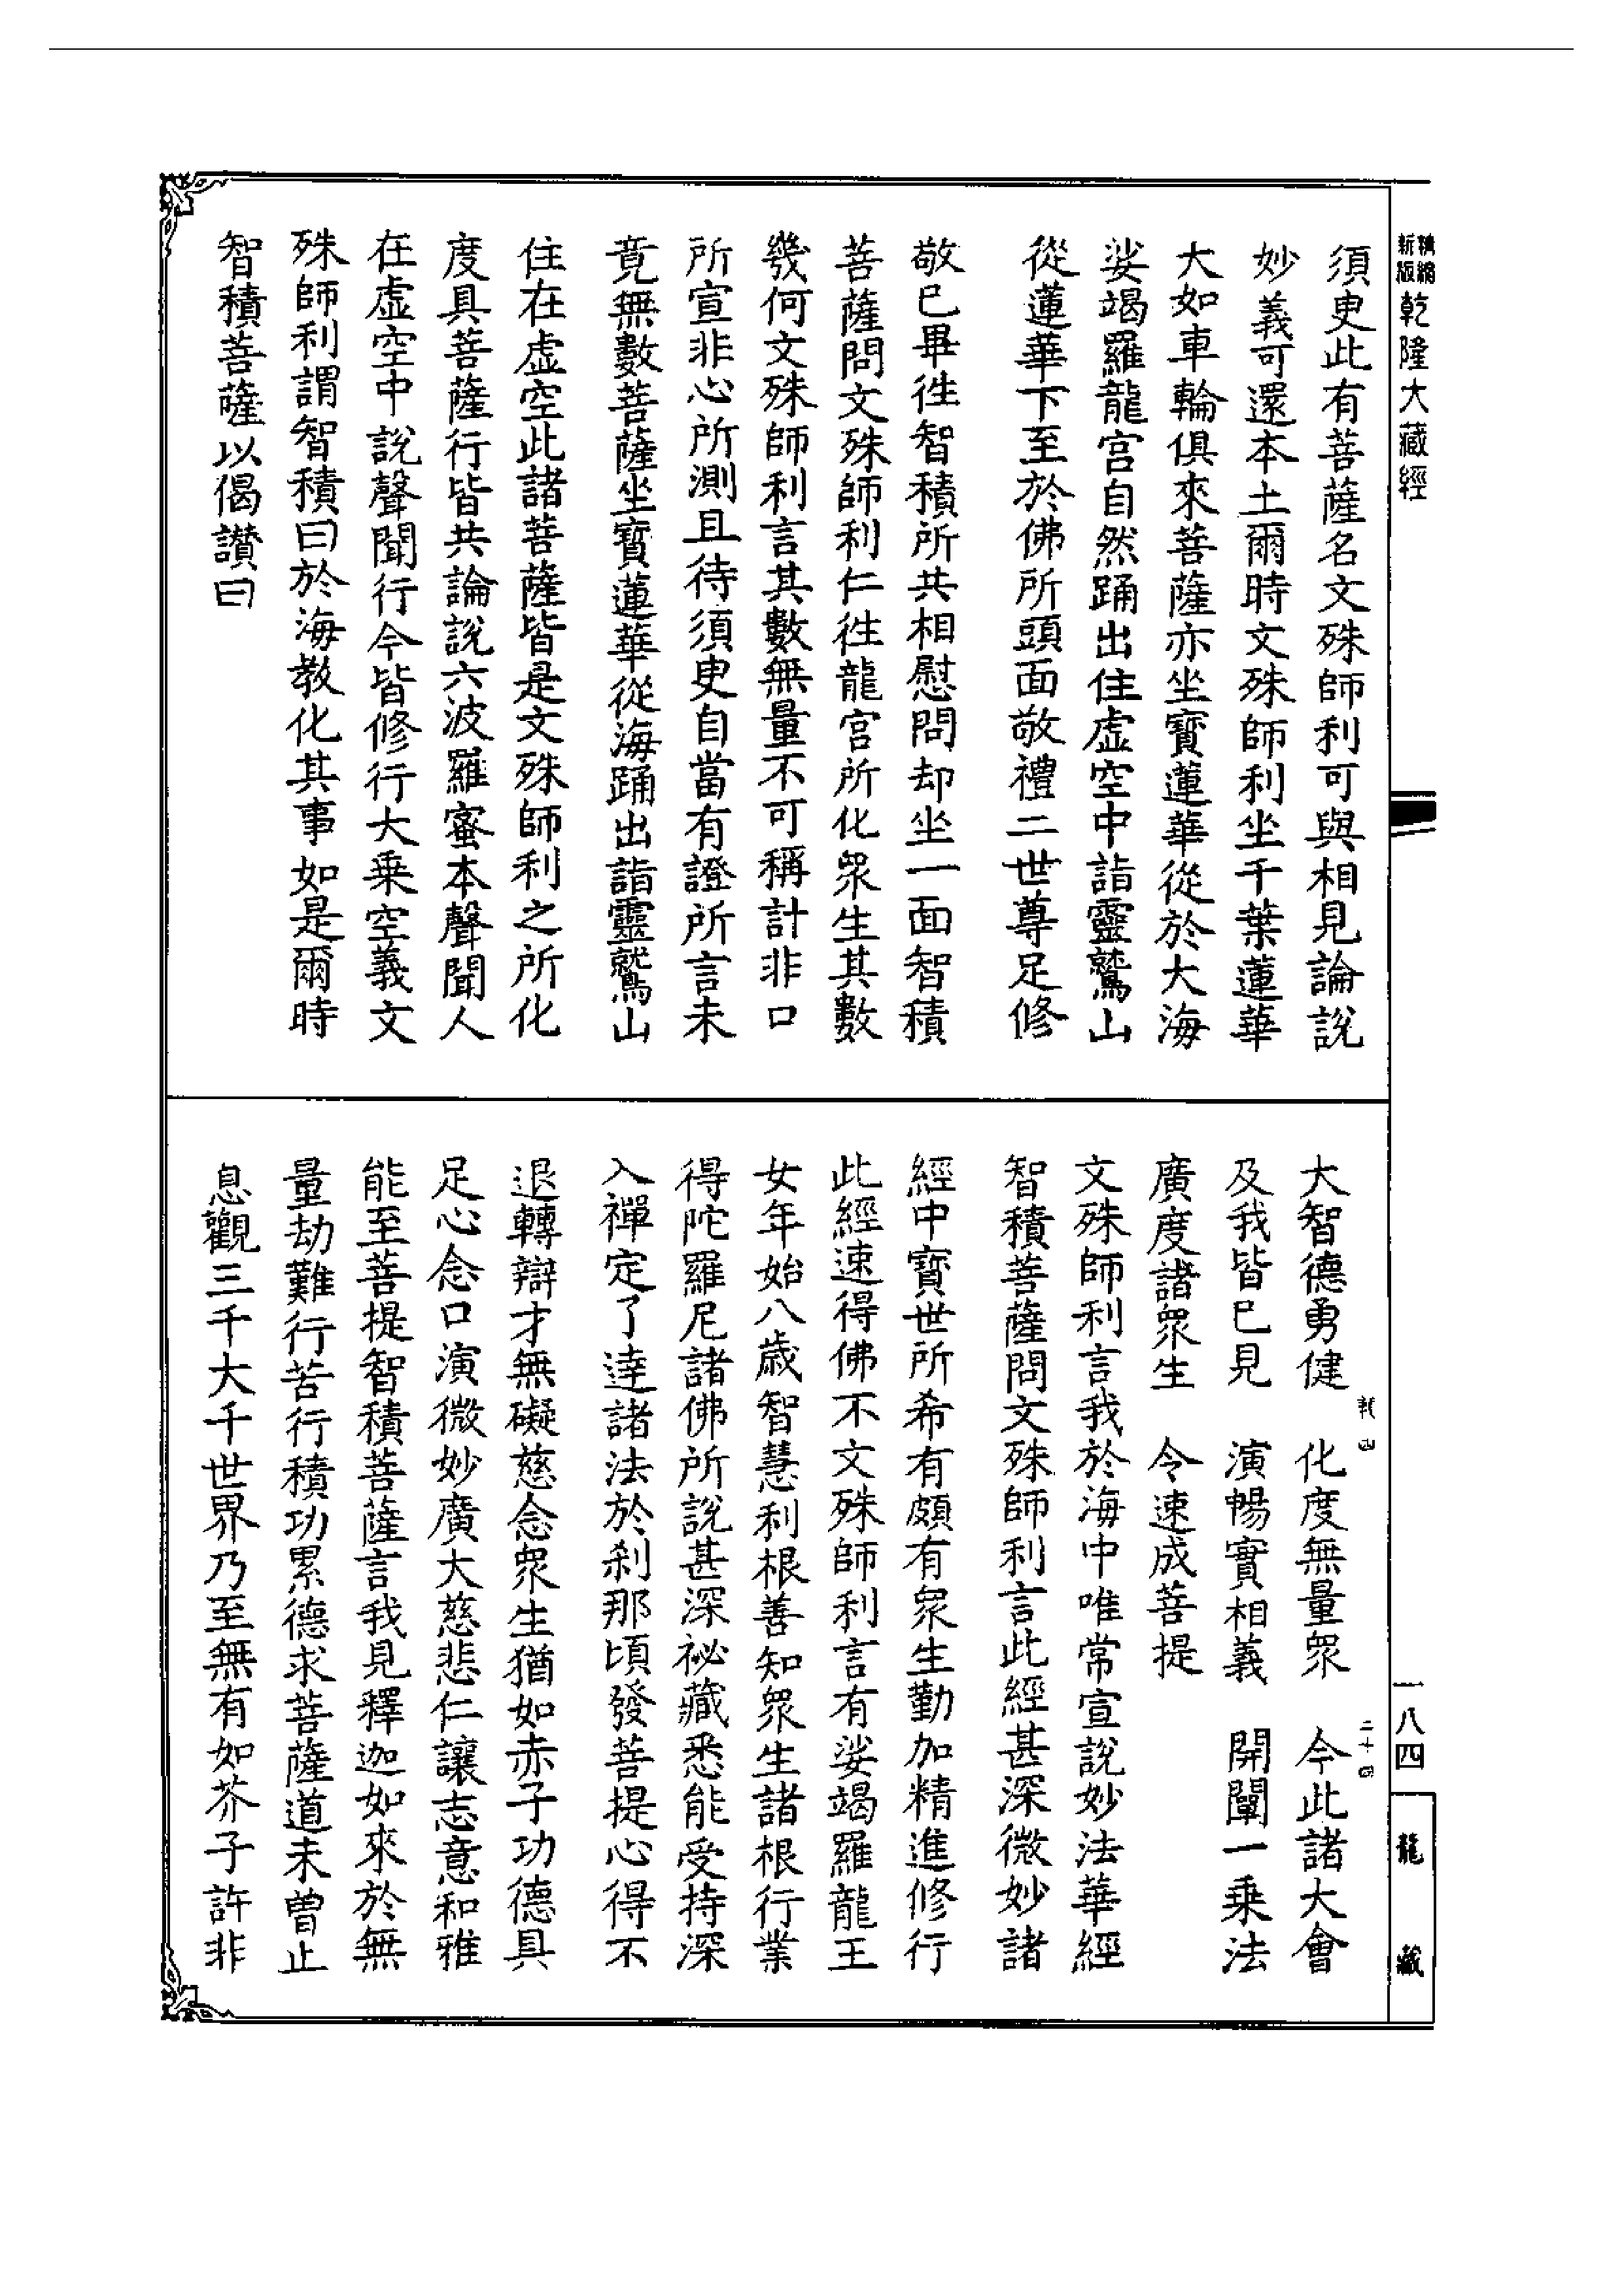 精縮新版乾隆大藏經
須臾此有菩薩名文殊師利可與相見論說
妙義可還本土爾時文殊師利坐千葉蓮華
大如車輪俱來菩薩亦坐寶蓮華從於大海
娑竭羅龍宮自然踊出住虛空中詣靈鷲山
從蓮華下至於佛所頭面敬禮二世尊足修
敬已畢往智積所共相慰問却坐一面智積
菩薩問文殊師利仁往龍宮所化眾生其數
幾何文殊師利言其數無量不可稱計非口
所宣非心所測且待須臾自當有證所言未
竟無數菩薩坐寶蓮華從海踊出詣靈鷲山
住在虛空此諸菩薩皆是文殊師利之所化
度具菩薩行皆共論說六波羅蜜本聲聞人
在虛空中說聲聞行今皆修行大乘空義文
殊師利謂智積曰於海教化其事如是爾時
智積菩薩以偈讚曰
大智德勇健　化度無量眾　今此諸大會
及我皆已見　演暢實相義　開闡一乘法
廣度諸眾生　令速成菩提
文殊師利言我於海中唯常宣說妙法華經
智積菩薩問文殊師利言此經甚深微妙諸
經中寶世所希有頗有眾生勤加精進修行
此經速得佛不文殊師利言有娑竭羅龍王
女年始八歲智慧利根善知眾生諸根行業
得陀羅尼諸佛所說甚深祕藏悉能受持深
入禪定了達諸法於剎那頃發菩提心得不
退轉辯才無礙慈念眾生猶如赤子功德具
足心念口演微妙廣大慈悲仁讓志意和雅
能至菩提智積菩薩言我見釋迦如來於無
量劫難行苦行積功累德求菩薩道未曾止
息觀三千大千世界乃至無有如芥子許非
二十四
一八四
龍藏